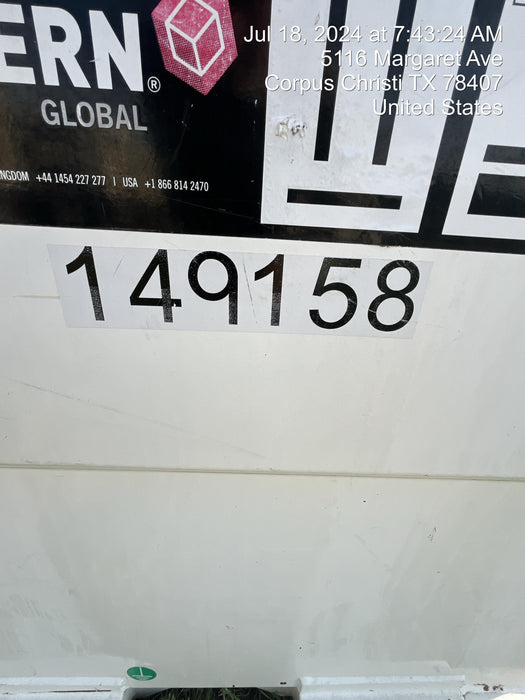 Jul 18, 2024 at 7:43:24 AM
5116 Margaret Ave
Corpus Christi TX 78407
United States
ERN®
GLOBAL
NGDOM +44 1454 227 277 | USA +1 866 814 2470
149158